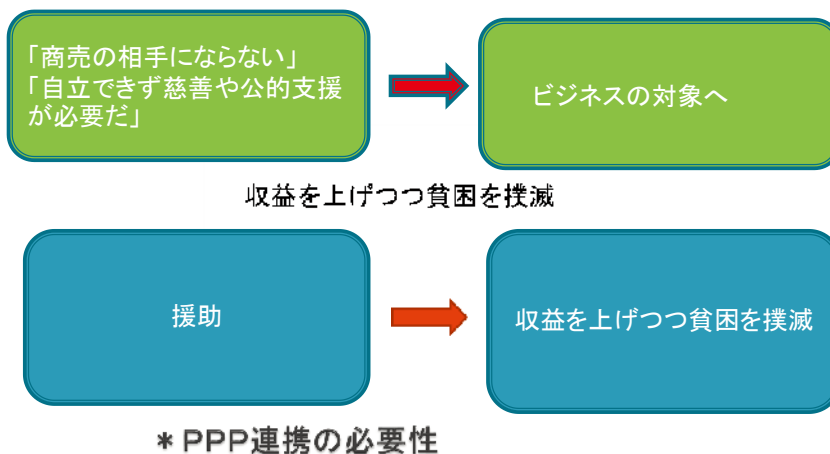 「商売の相手にならない」
「自立できず慈善や公的支援
が必要だ」
ビジネスの対象へ
収益を上げつつ貧困を撲滅
援助
収益を上げつつ貧困を撲滅
＊PPP連携の必要性